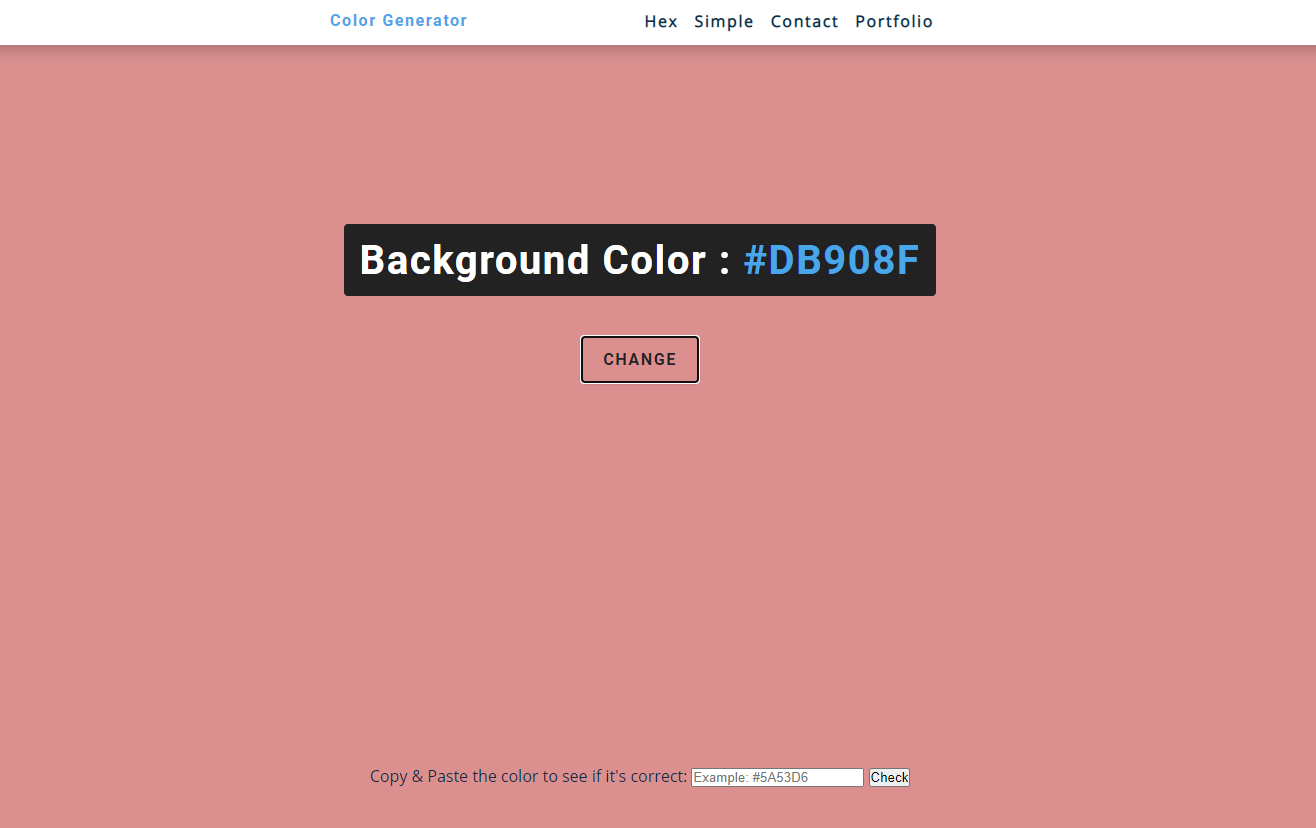 Color Generator Hex Simple Contact Portfolio
Background Color : #DB908F
CHANGE
Copy & Paste the color to see if it's correct: Example: #5A53D6 Check